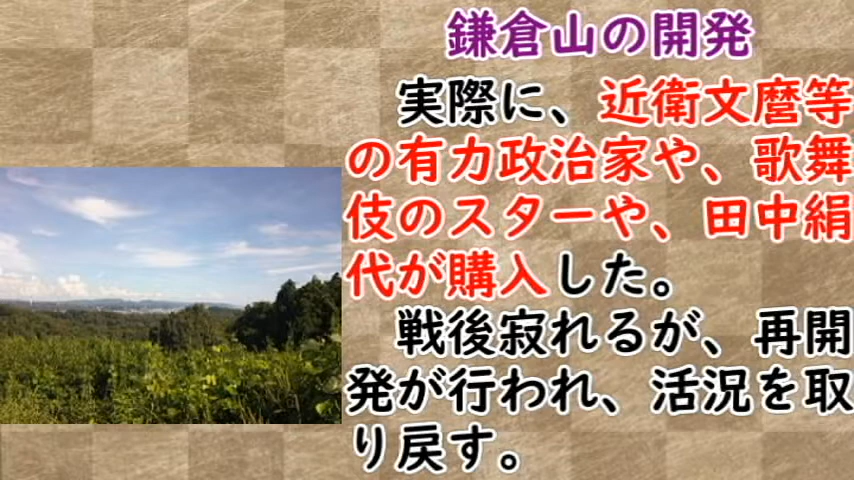 鎌倉山の開発
実際に、近衛文麿等
の有力政治家や、歌舞
伎のスターや、田中絹
代が購入した。
戦後寂れるが、再開
発が行われ、活況を取
り戻す。